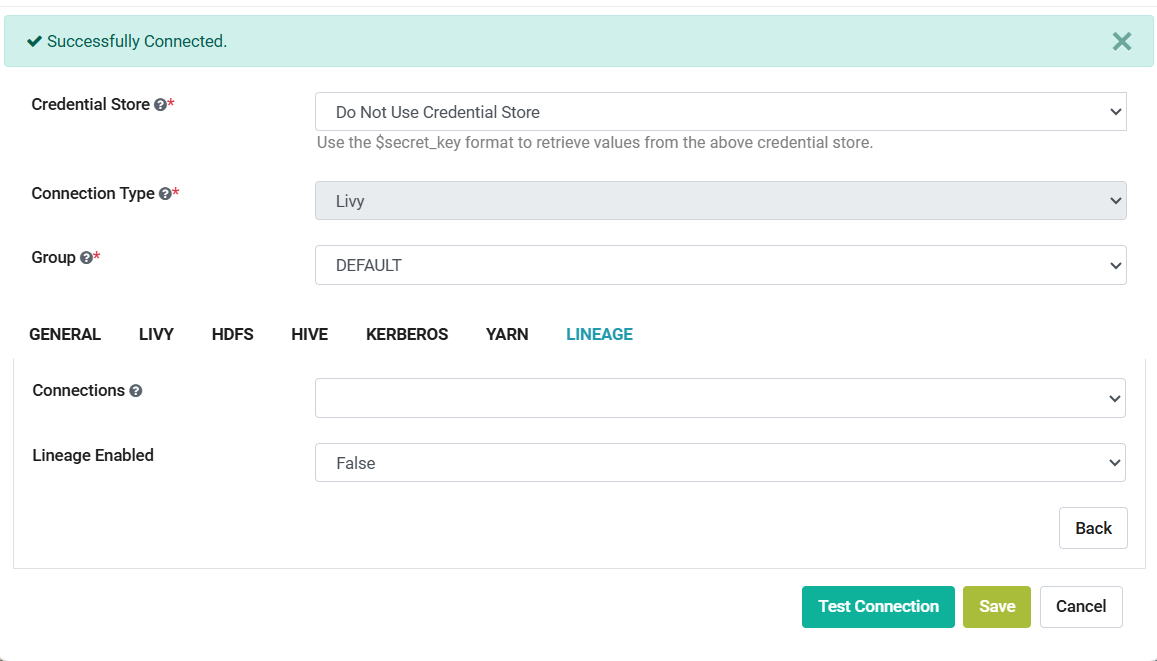 Successfully Connected.
Credential Store *
Do Not Use Credential Store
Use the $secret_key format to retrieve values from the above credential store.
Connection Type *
Livy
Group *
DEFAULT
GENERAL LIVY HDFS HIVE KERBEROS YARN LINEAGE
Connections
Lineage Enabled
False
Back
Test Connection Save Cancel